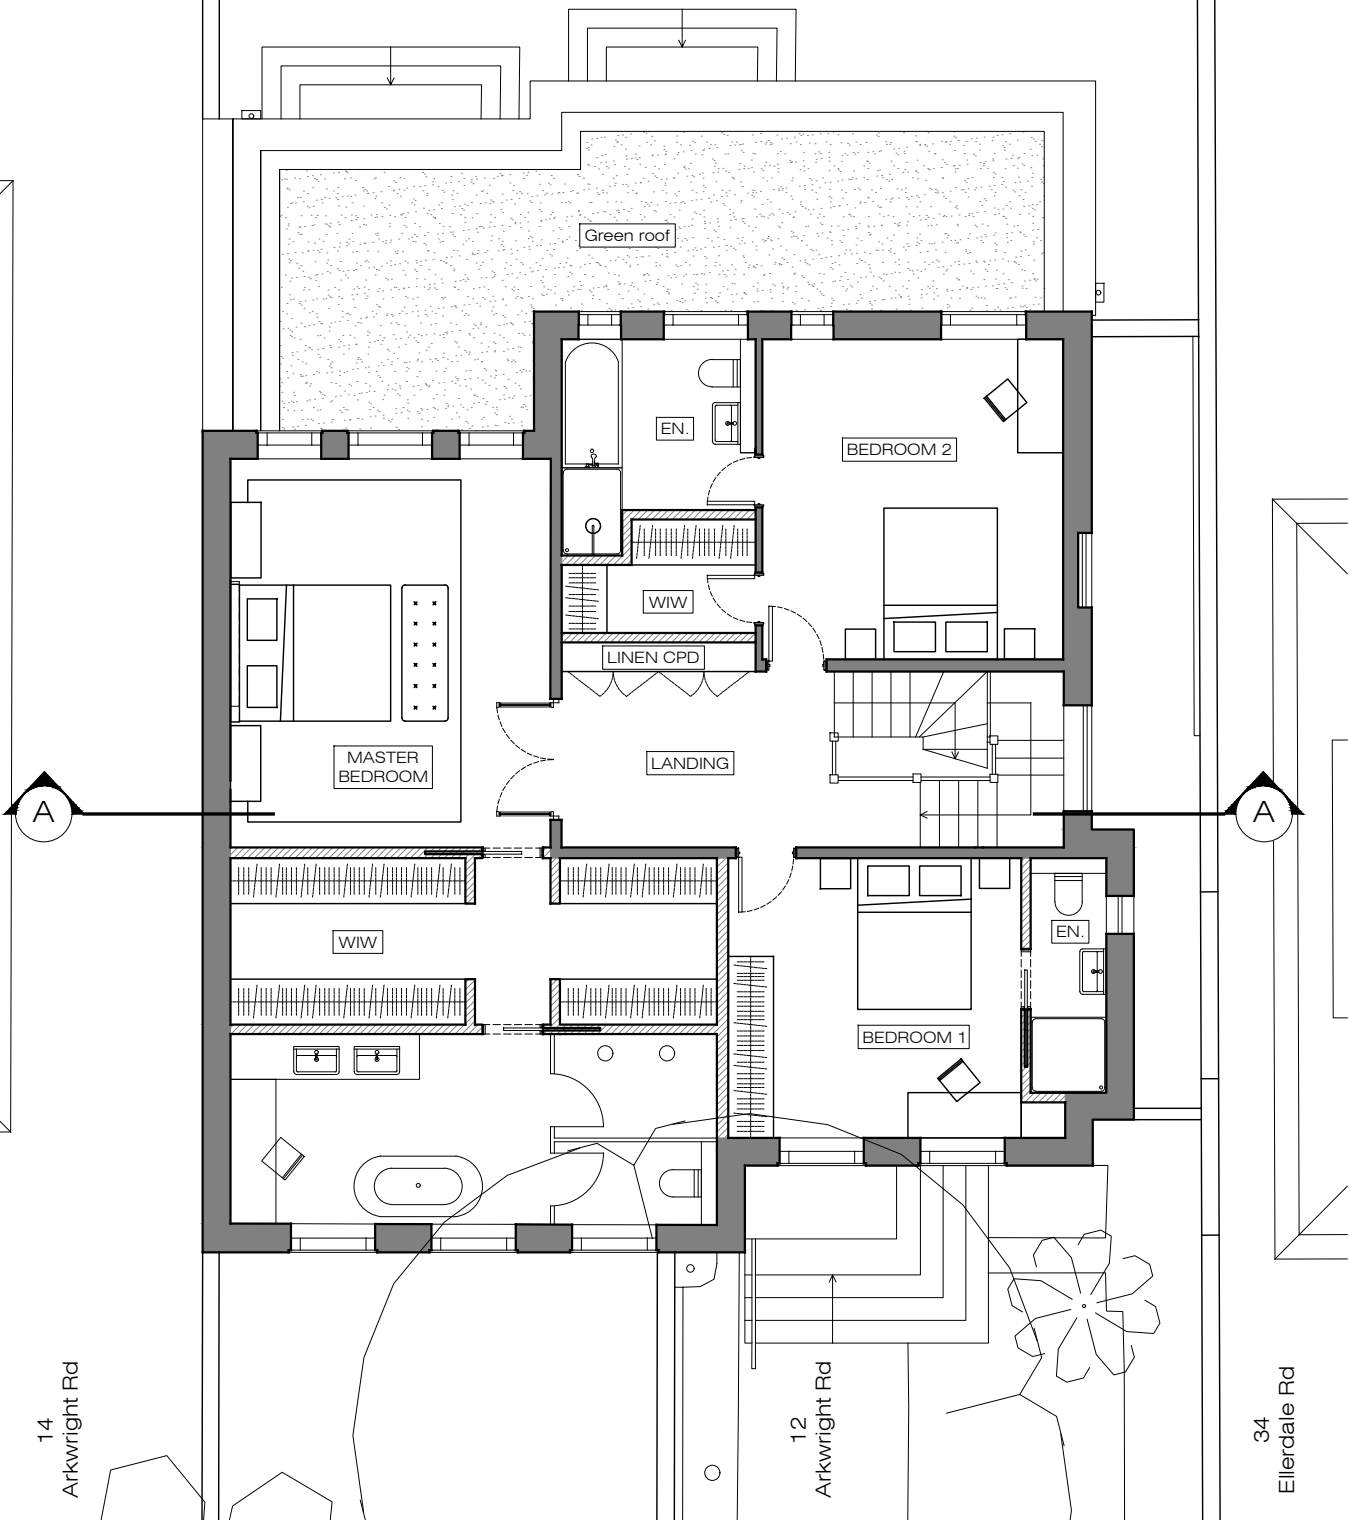 Green roof
EN.
BEDROOM 2
WIW
LINEN CPD
MASTER
BEDROOM
LANDING
A
A
WIW
EN.
BEDROOM 1
14
Arkwright Rd
12
Arkwright Rd
34
Ellerdale Rd